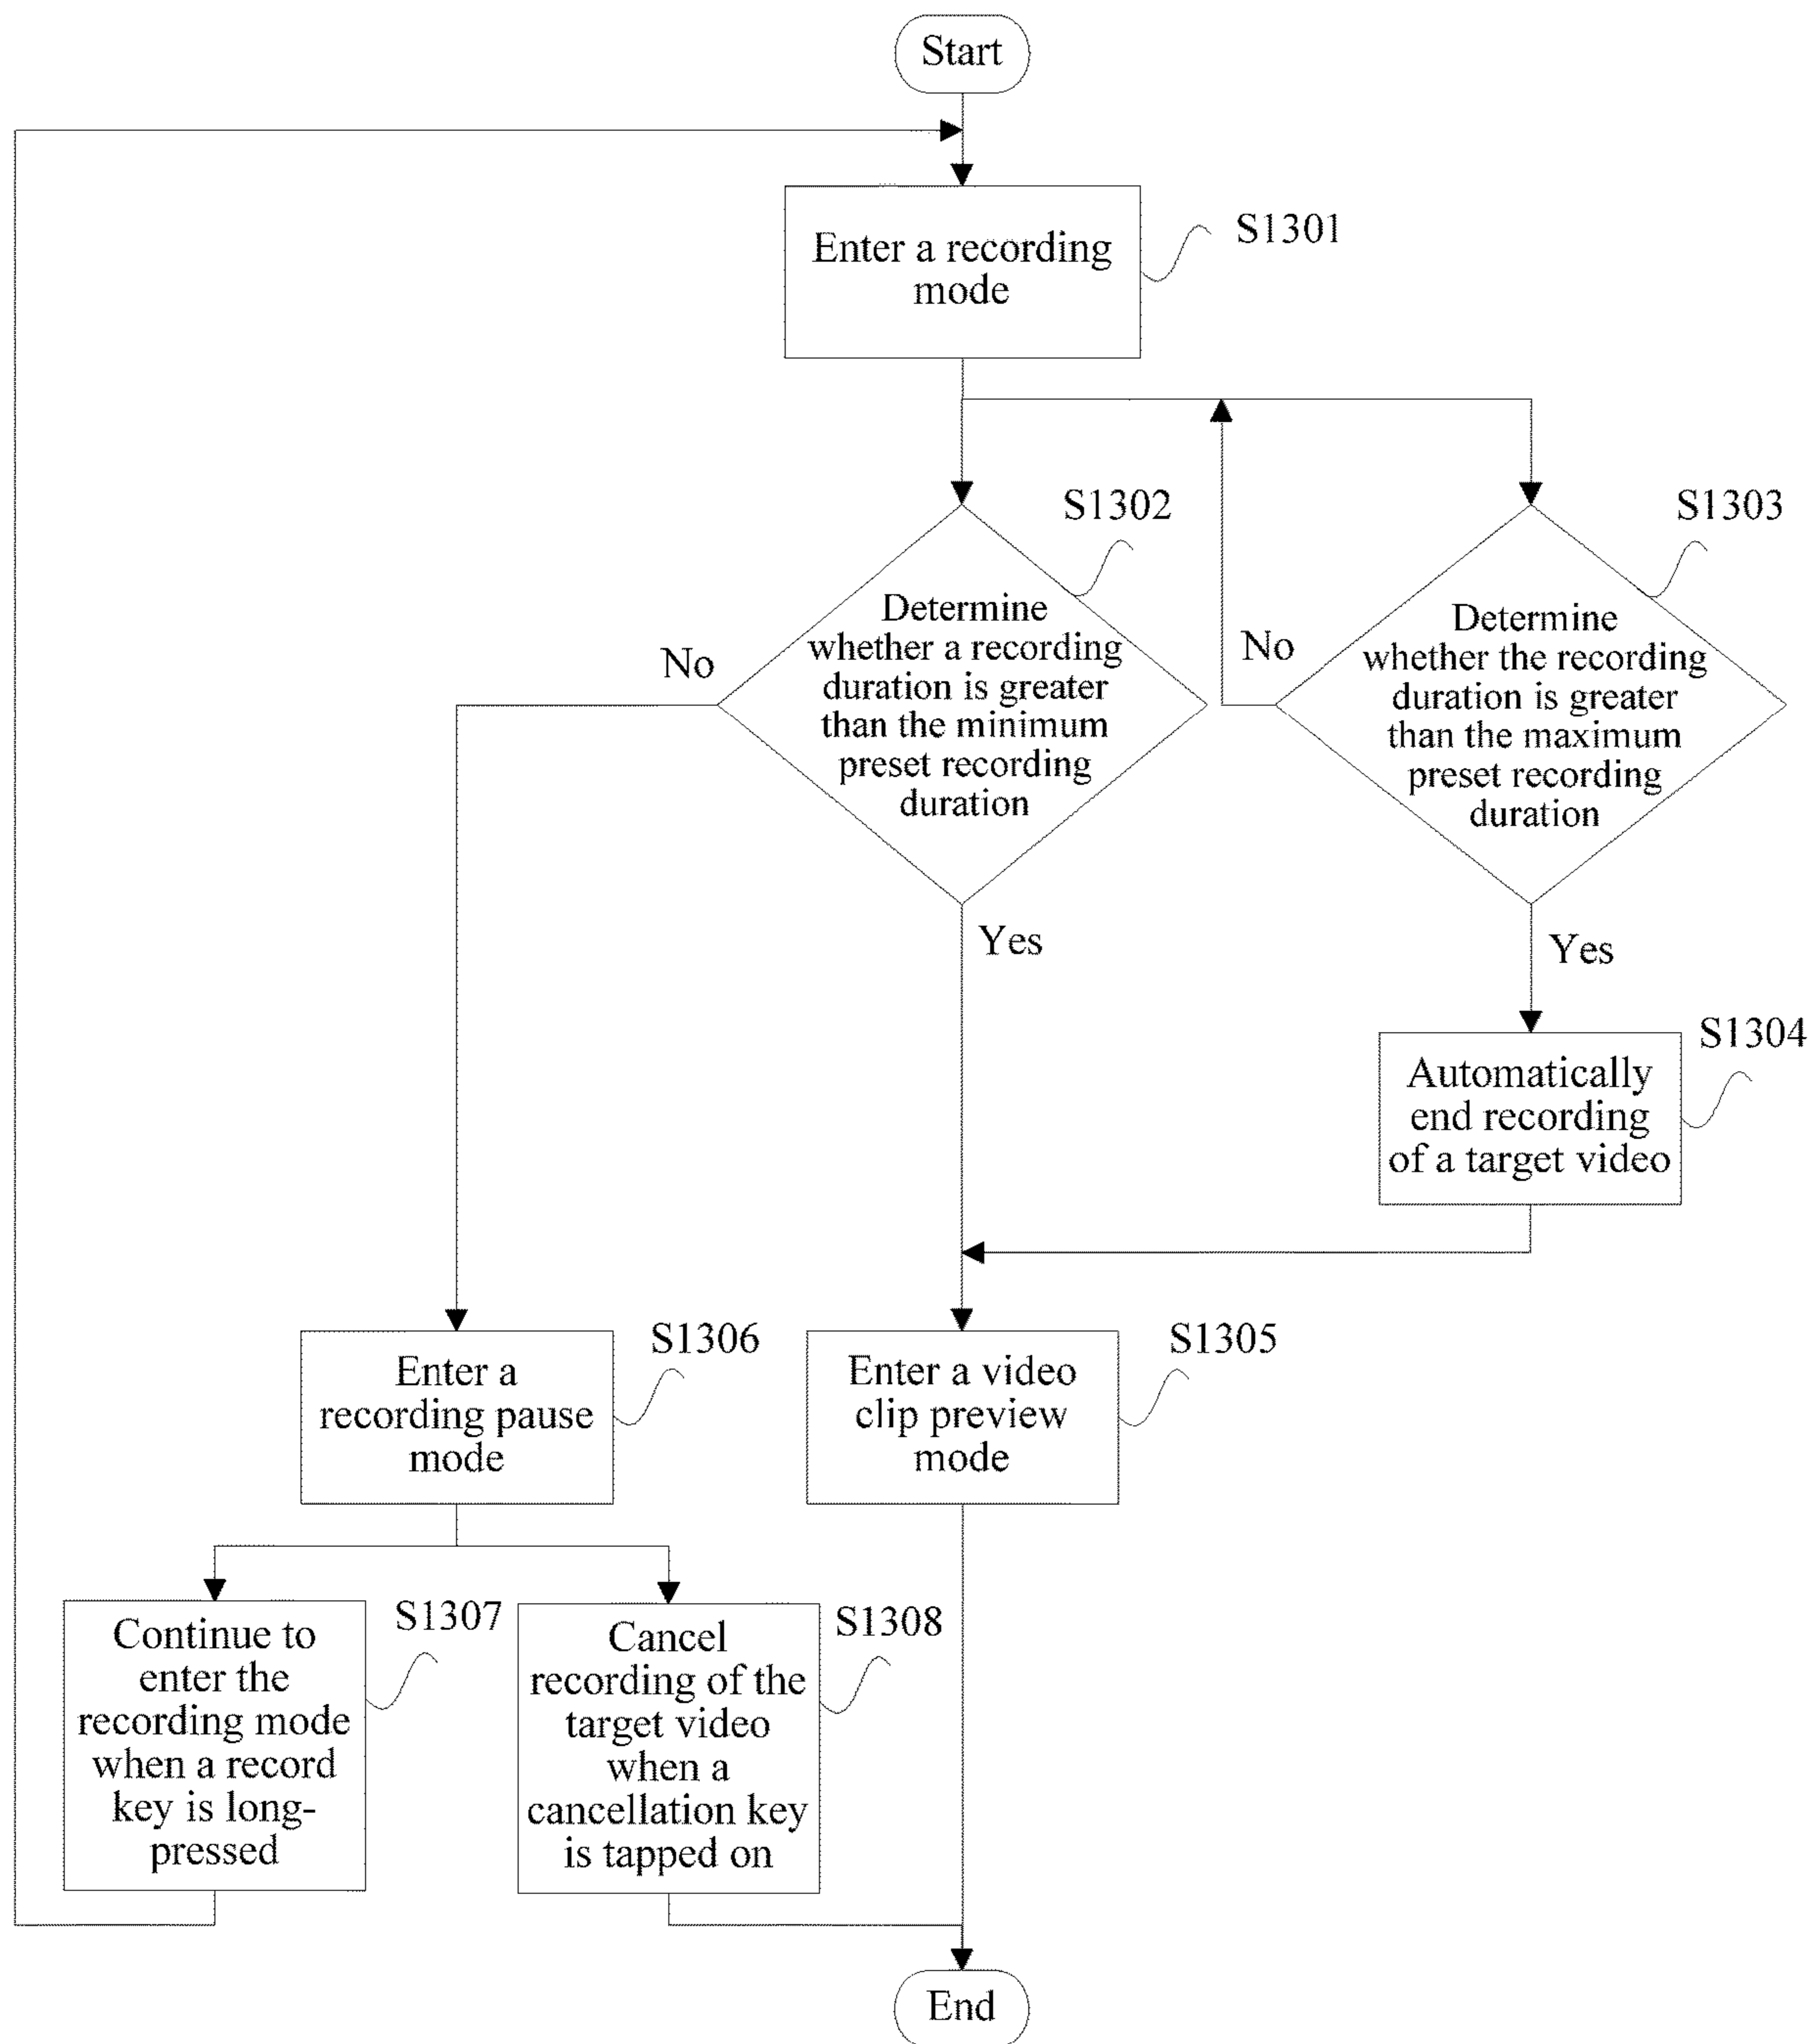 Start
Enter a recording
mode
S1301
S1302
S1303
Determine
whether a recording
duration is greater
than the minimum
preset recording
duration
No
Yes
Determine
whether the recording
duration is greater
than the maximum
preset recording
duration
No
Yes
S1304
Automatically
end recording
of a target video
S1306
Enter a
recording pause
mode
S1305
Enter a video
clip preview
mode
S1307
Continue to
enter the
recording mode
when a record
key is long-
pressed
S1308
Cancel
recording of the
target video
when a
cancellation key
is tapped on
End